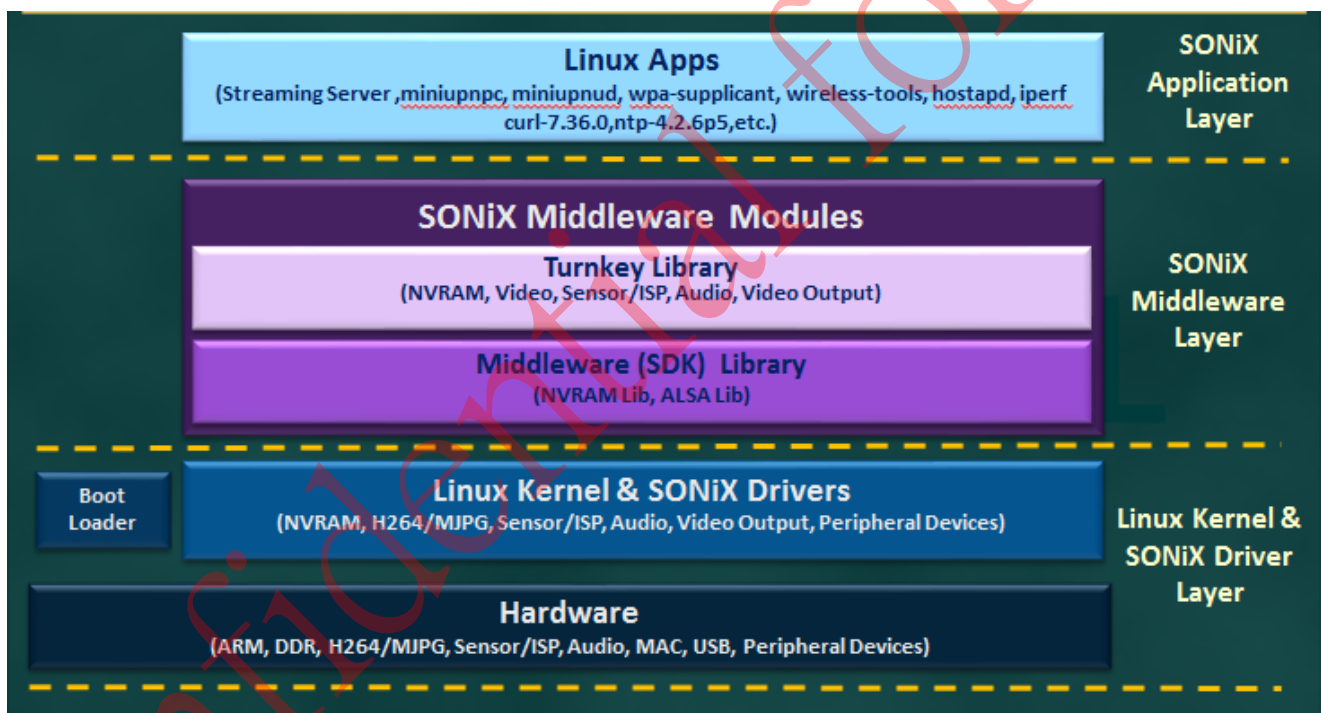 Linux Apps
(Streaming Server ,miniupnpc, miniupnud, wpa-supplicant, wireless-tools, hostapd, iperf
curl-7.36.0,ntp-4.2.6p5,etc.)
SONiX
Application
Layer
SONiX Middleware Modules
Turnkey Library
(NVRAM, Video, Sensor/ISP, Audio, Video Output)
Middleware (SDK) Library
(NVRAM Lib, ALSA Lib)
SONiX
Middleware
Layer
Boot
Loader
Linux Kernel & SONiX Drivers
(NVRAM, H264/MJPG, Sensor/ISP, Audio, Video Output, Peripheral Devices)
Hardware
(ARM, DDR, H264/MJPG, Sensor/ISP, Audio, MAC, USB, Peripheral Devices)
Linux Kernel &
SONiX Driver
Layer